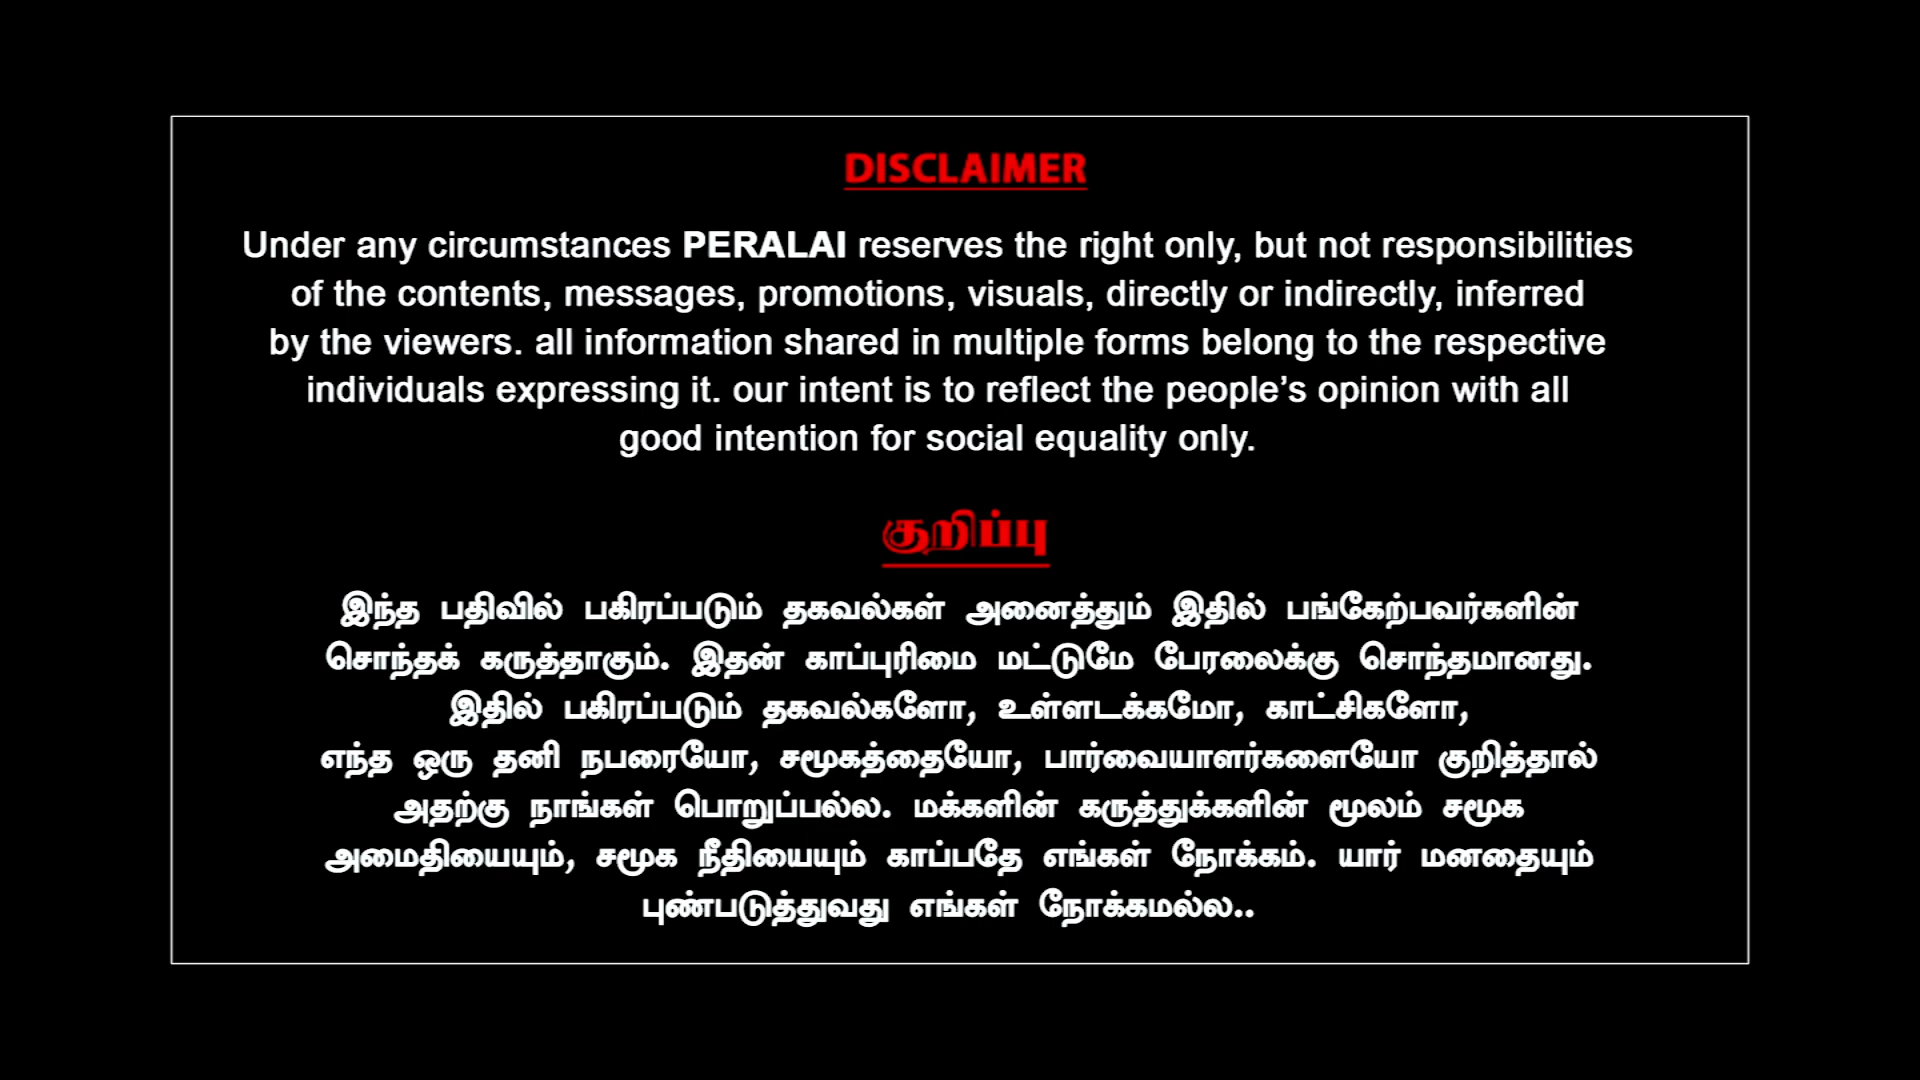 DISCLAIMER
Under any circumstances PERALAI reserves the right only, but not responsibilities
of the contents, messages, promotions, visuals, directly or indirectly, inferred
by the viewers. all information shared in multiple forms belong to the respective
individuals expressing it. our intent is to reflect the people’s opinion with all
good intention for social equality only.
குறிப்பு
இந்த பதிவில் பகிரப்படும் தகவல்கள் அனைத்தும் இதில் பங்கேற்பவர்களின்
சொந்தக் கருத்தாகும். இதன் காப்புரிமை மட்டுமே பேரலைக்கு சொந்தமானது.
இதில் பகிரப்படும் தகவல்களோ, உள்ளடக்கமோ, காட்சிகளோ,
எந்த ஒரு தனி நபரையோ, சமூகத்தையோ, பார்வையாளர்களையோ குறித்தால்
அதற்கு நாங்கள் பொறுப்பல்ல. மக்களின் கருத்துக்களின் மூலம் சமூக
அமைதியையும், சமூக நீதியையும் காப்பதே எங்கள் நோக்கம். யார் மனதையும்
புண்படுத்துவது எங்கள் நோக்கமல்ல..